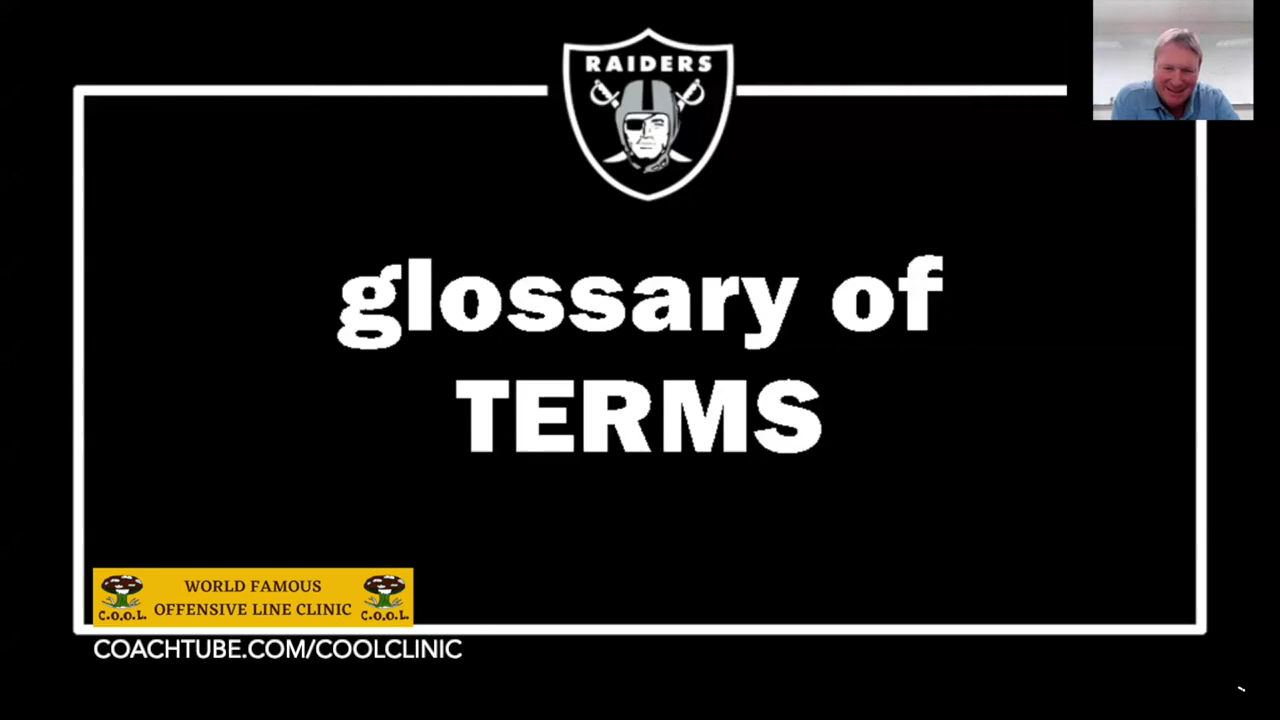 RAIDERS
glossary of
TERMS
WORLD FAMOUS
OFFENSIVE LINE CLINIC
C.O.O.L.
C.O.O.L.
COACHTUBE.COM/COOLCLINIC